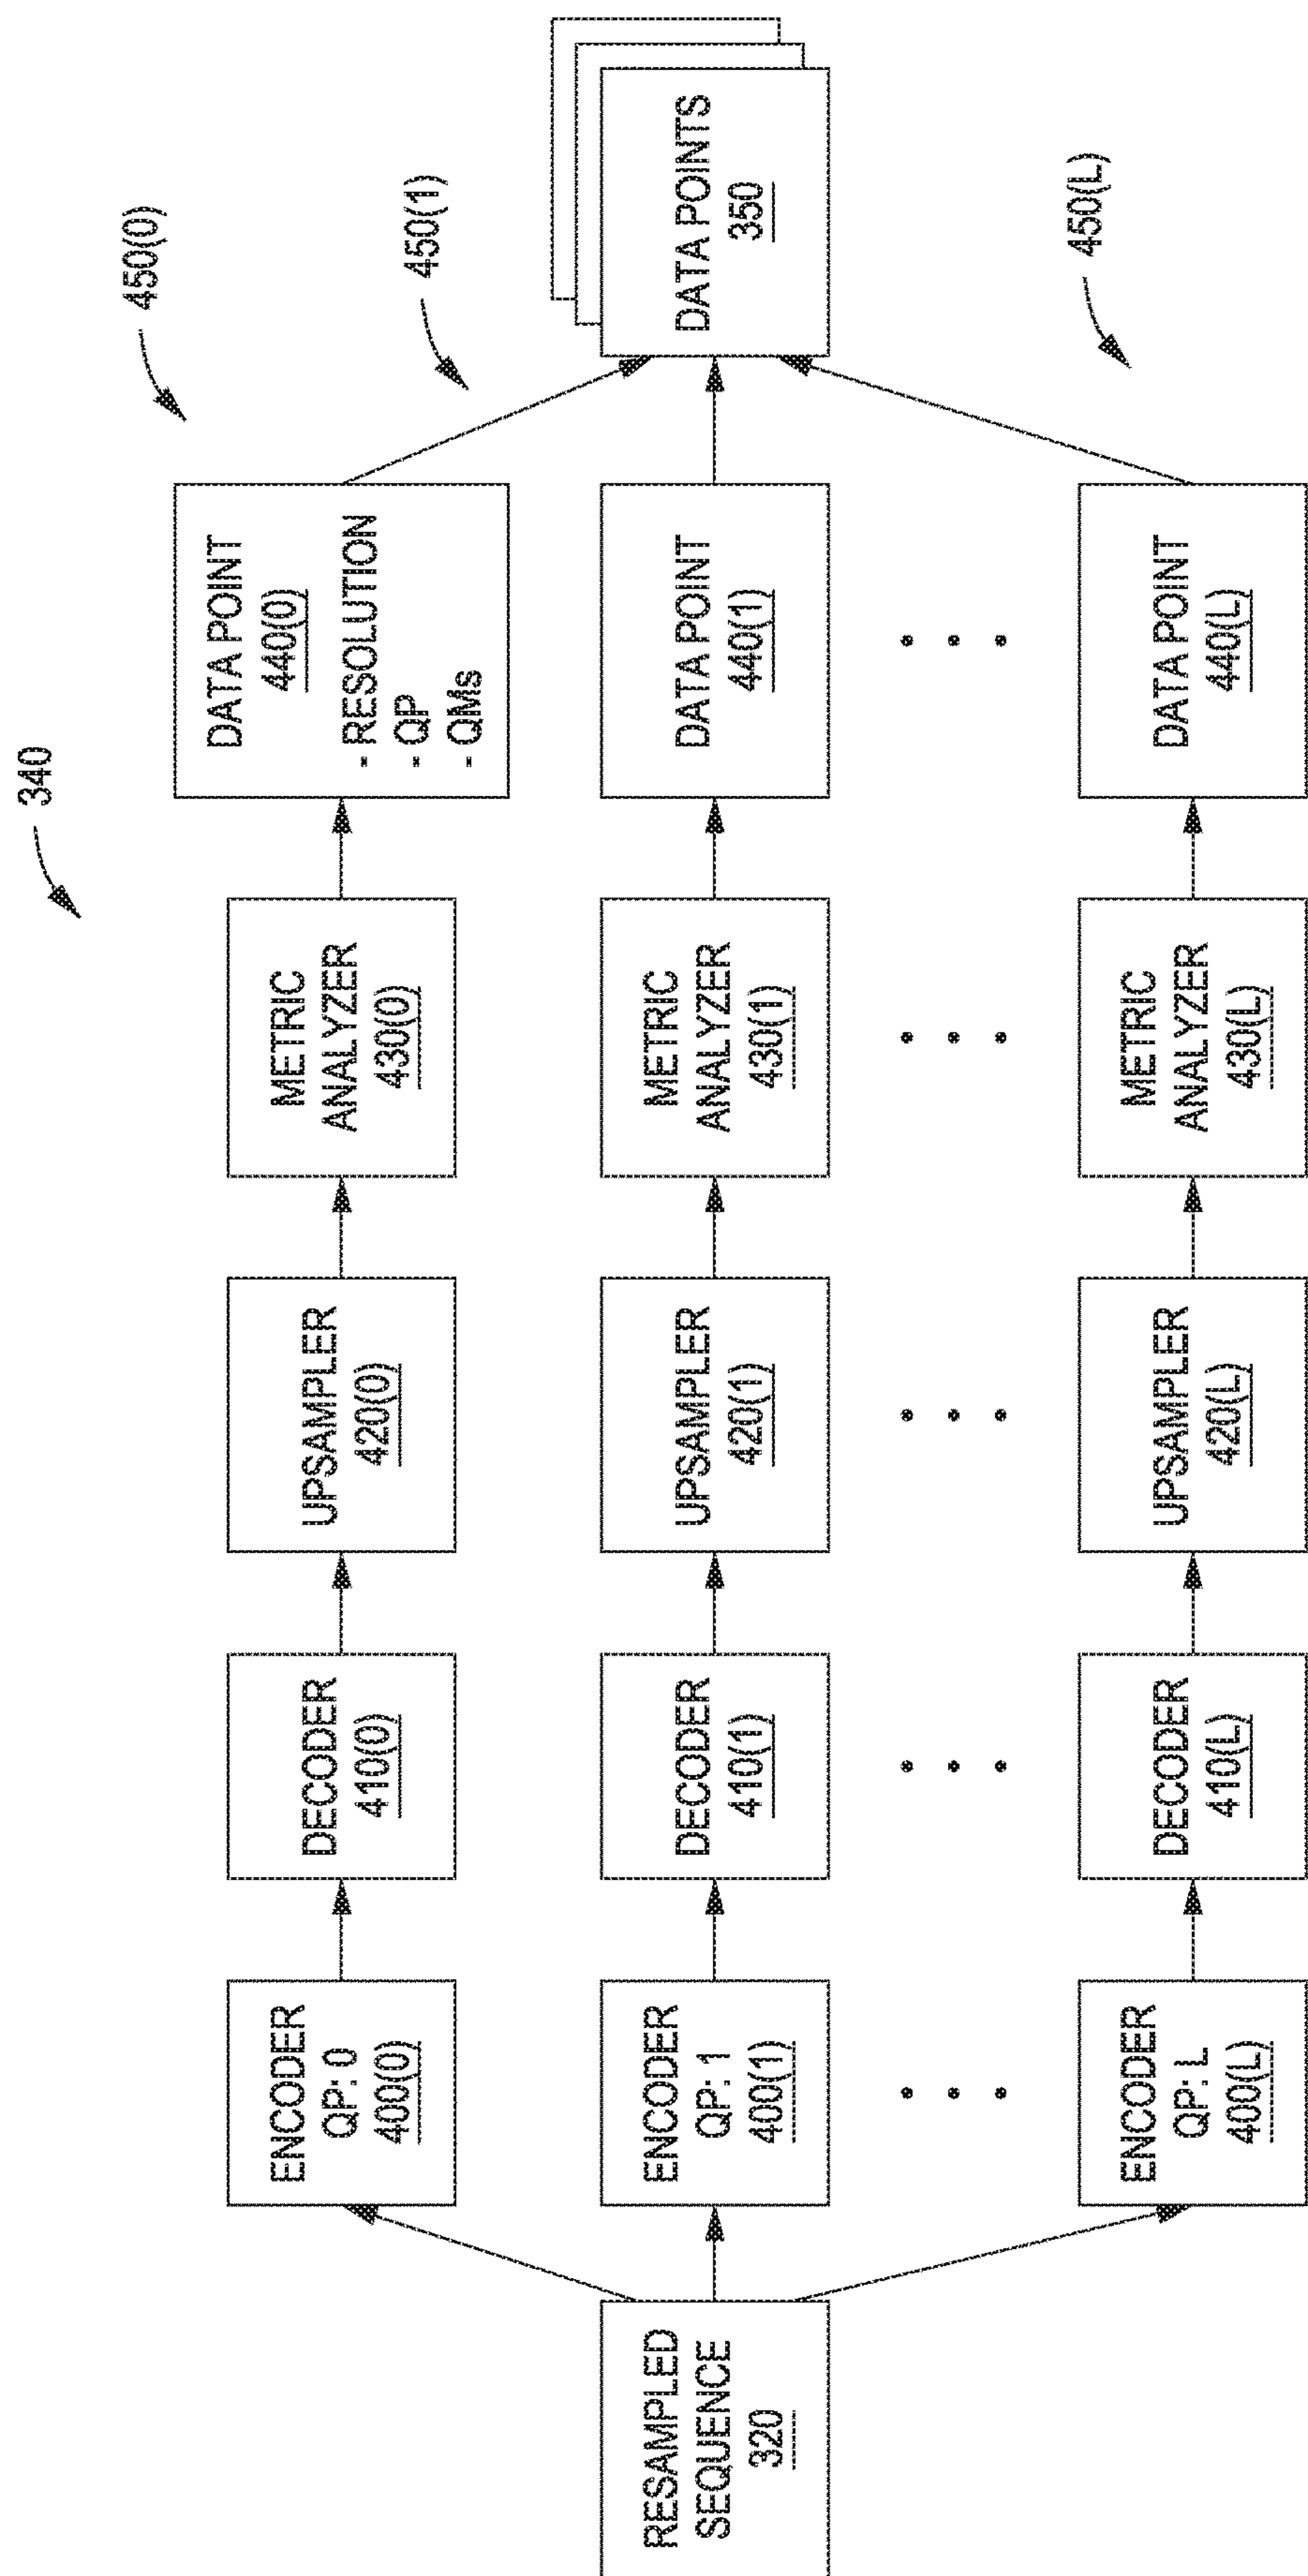 340
450(0)
450(1)
450(L)
RESAMPLED
SEQUENCE
320
ENCODER
QP: 0
400(0)
DECODER
410(0)
UPSAMPLER
420(0)
METRIC
ANALYZER
430(0)
DATA POINT
440(0)
- RESOLUTION
- QP
- QMs
ENCODER
QP: 1
400(1)
DECODER
410(1)
UPSAMPLER
420(1)
METRIC
ANALYZER
430(1)
DATA POINT
440(1)
ENCODER
QP: L
400(L)
DECODER
410(L)
UPSAMPLER
420(L)
METRIC
ANALYZER
430(L)
DATA POINT
440(L)
DATA POINTS
350